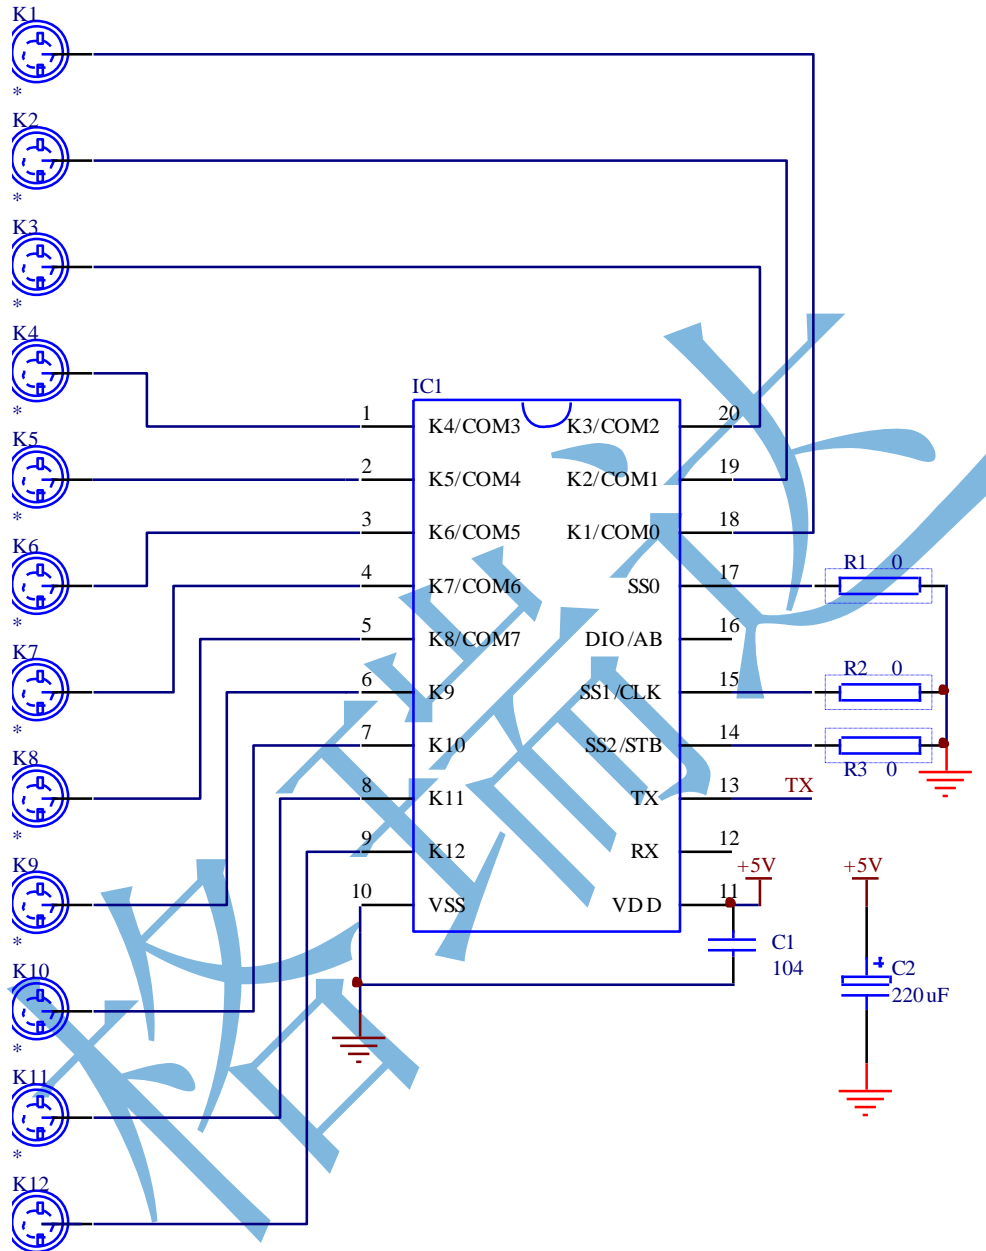 K1
*
K2
*
K3
*
K4
*
K5
*
K6
*
K7
*
K8
*
K9
*
K10
*
K11
*
K12
IC1
1 K4/COM3 K3/COM2 20
2 K5/COM4 K2/COM1 19
3 K6/COM5 K1/COM0 18
4 K7/COM6 SS0 17
5 K8/COM7 DIO/AB 16
6 K9 SS1/CLK 15
7 K10 SS2/STB 14
8 K11 TX 13
9 K12 RX 12
10 VSS VDD 11
R1 0
R2 0
R3 0
TX
+5V
+5V
C1
104
+
C2
220uF